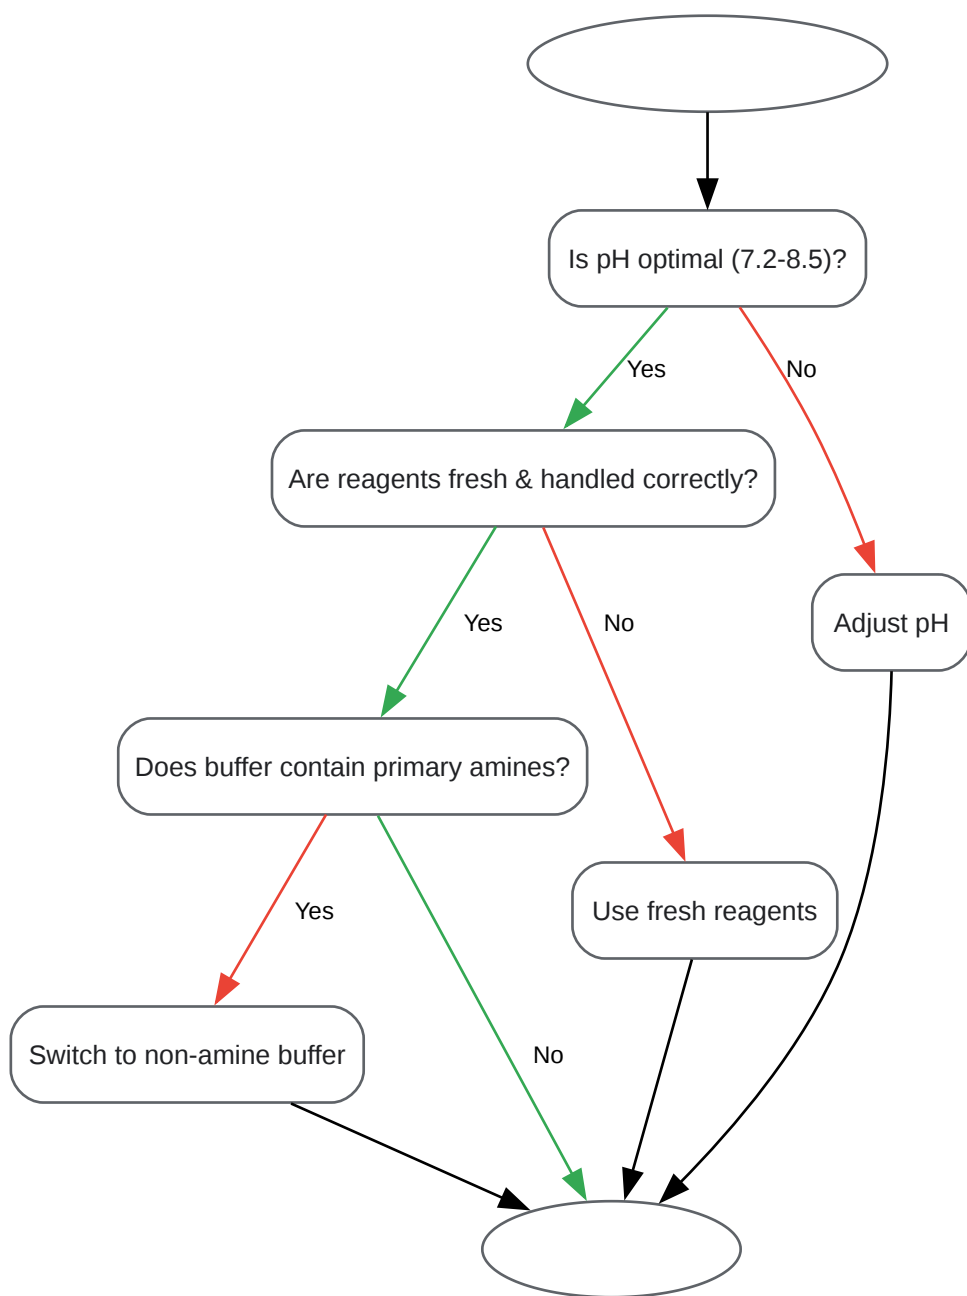 Is pH optimal (7.2-8.5)?
Yes
No
Are reagents fresh & handled correctly?
Yes
No
Adjust pH
Does buffer contain primary amines?
Yes
Use fresh reagents
Switch to non-amine buffer
No